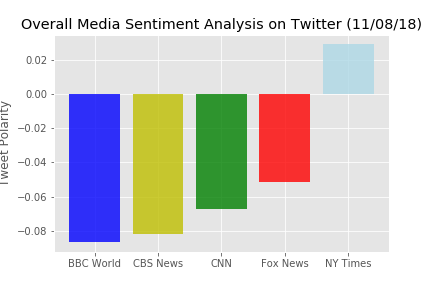 Overall Media Sentiment Analysis on Twitter (11/08/18)
Tweet Polarity
0.02
0.00
−0.02
−0.04
−0.06
−0.08
BBC World CBS News CNN Fox News NY Times